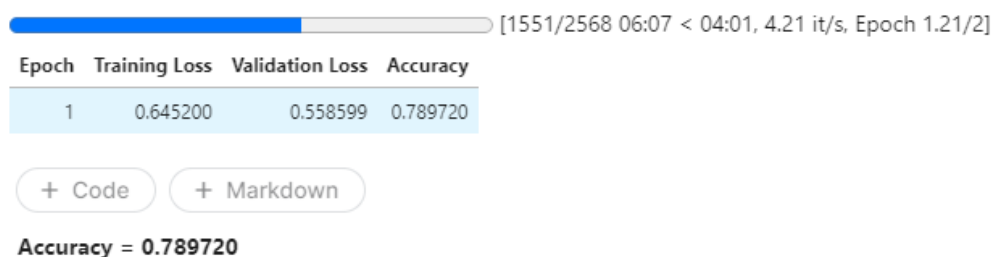 [1551/2568 06:07 < 04:01, 4.21 it/s, Epoch 1.21/2]
Epoch Training Loss Validation Loss Accuracy
1 0.645200 0.558599 0.789720
+ Code + Markdown
Accuracy = 0.789720